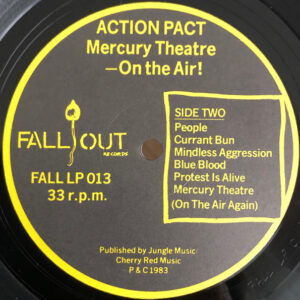 ACTION PACT
Mercury Theatre
—On the Air!
FALL OUT
RECORDS
FALL LP 013
33 r.p.m.
SIDE TWO
People
Currant Bun
Mindless Aggression
Blue Blood
Protest Is Alive
Mercury Theatre
(On The Air Again)
Published by Jungle Music/
Cherry Red Music
P & C 1983